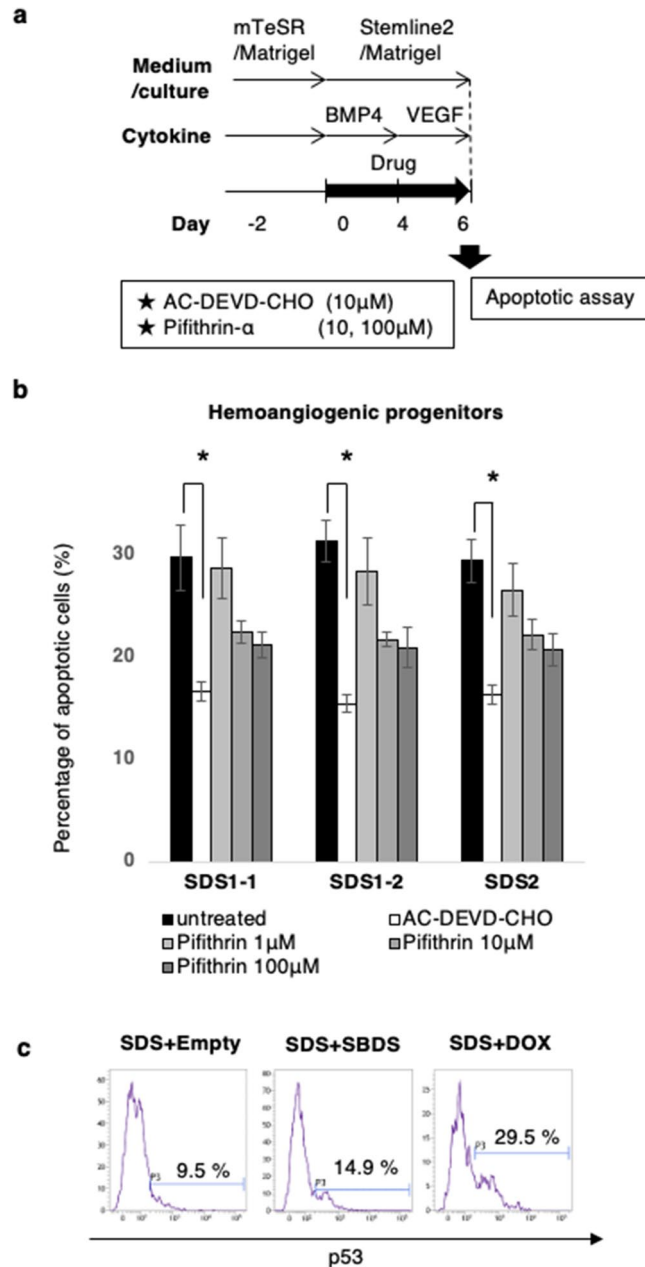 a
mTeSR
/Matrigel
Stemline2
/Matrigel
Medium
/culture
BMP4 VEGF
Cytokine
Drug
Day -2 0 4 6
★ AC-DEVD-CHO (10µM)
★ Pifithrin-α (10, 100µM)
Apoptotic assay
b
Hemoangiogenic progenitors
Percentage of apoptotic cells (%)
* * *
30
20
10
0
SDS1-1 SDS1-2 SDS2
untreated AC-DEVD-CHO
Pifithrin 1µM Pifithrin 10µM
Pifithrin 100µM
c
SDS+Empty SDS+SBDS SDS+DOX
P3 9.5 %
P3 14.9 %
P3 29.5 %
p53